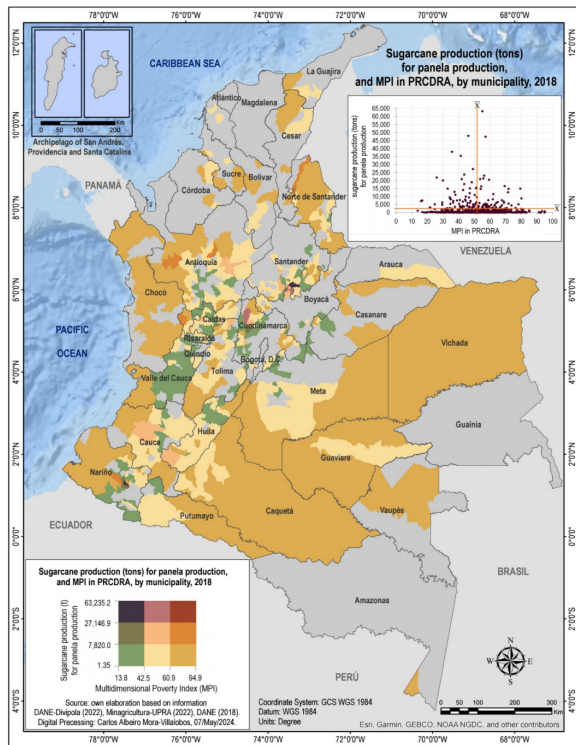 78°0'0"W
76°0'0"W
74°0'0"W
72°0'0"W
70°0'0"W
68°0'0"W
Archipelago of San Andrés,
Providencia and Santa Catalina
0 50 100 200
Km
CARIBBEAN SEA
Sugarcane production (tons)
for panela production,
and MPI in PRCDRA, by municipality, 2018
sugarcane production (tons)
for panela production
65,000
60,000
55,000
50,000
45,000
40,000
35,000
30,000
25,000
20,000
15,000
10,000
5,000
0
0 10 20 30 40 50 60 70 80 90 100
MPI in PRCDRA
X
X
12°0'0"N
10°0'0"N
8°0'0"N
6°0'0"N
4°0'0"N
2°0'0"N
0°0'0"
2°0'0"S
4°0'0"S
La Guajira
Atlántico
Magdalena
Cesar
PANAMÁ
Sucre
Bolívar
Córdoba
Norte de Santander
VENEZUELA
Antioquia
Santander
Arauca
Chocó
Boyacá
Caldas
Cundinamarca
Casanare
PACIFIC
OCEAN
Risaralda
Quindío
Bogotá, D.C.
Vichada
Valle del Cauca
Tolima
Meta
Guainía
Cauca
Huila
Guaviare
Nariño
Vaupés
ECUADOR
Putumayo
Caquetá
BRASIL
Amazonas
PERÚ
Sugarcane production (tons) for panela production,
and MPI in PRCDRA, by municipality, 2018
Sugarcane production (t)
for panela production
63,235.2
27,146.9
7,820.0
1.35
13.8 42.5 60.9 94.9
Multidimensional Poverty Index (MPI)
Source: own elaboration based on information
DANE-Divipola (2022), Minagricultura-UPRA (2022), DANE (2018).
Digital Precessing: Carlos Albeiro Mora-Villalobos, 07/May/2024.
Coordinate System: GCS WGS 1984
Datum: WGS 1984
Units: Degree
N
W
E
S
0 50 100 200 300
Km
Esri, Garmin, GEBCO, NOAA NGDC, and other contributors